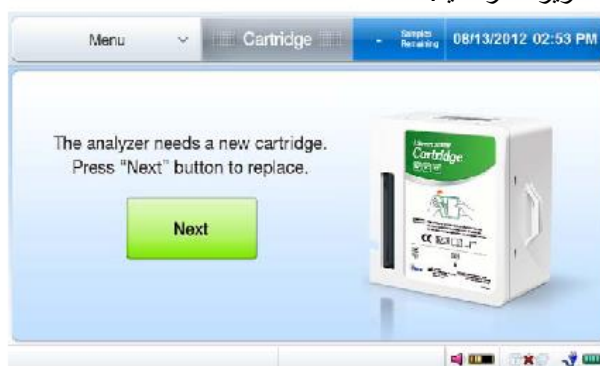 Menu
Cartridge
- Samples Remaining
08/13/2012 02:53 PM
The analyzer needs a new cartridge.
Press “Next” button to replace.
Next
Cartridge